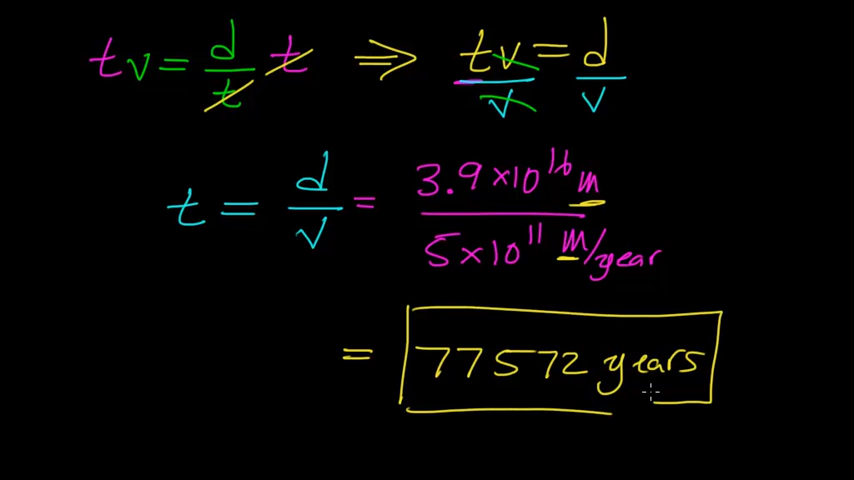 tv = d/t t ⇒ tv/v = d/v
t = d/v = 3.9×10^16 m / 5×10^11 m/year
= 77572 years